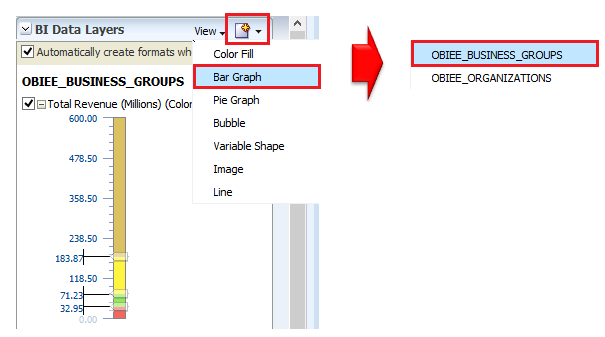 BI Data Layers
View
Automatically create formats wh
OBIEE_BUSINESS_GROUPS
Total Revenue (Millions) (Color
600.00
478.50
358.50
238.50
183.87
118.50
71.23
32.95
0.00
Color Fill
Bar Graph
Pie Graph
Bubble
Variable Shape
Image
Line
OBIEE_BUSINESS_GROUPS
OBIEE_ORGANIZATIONS